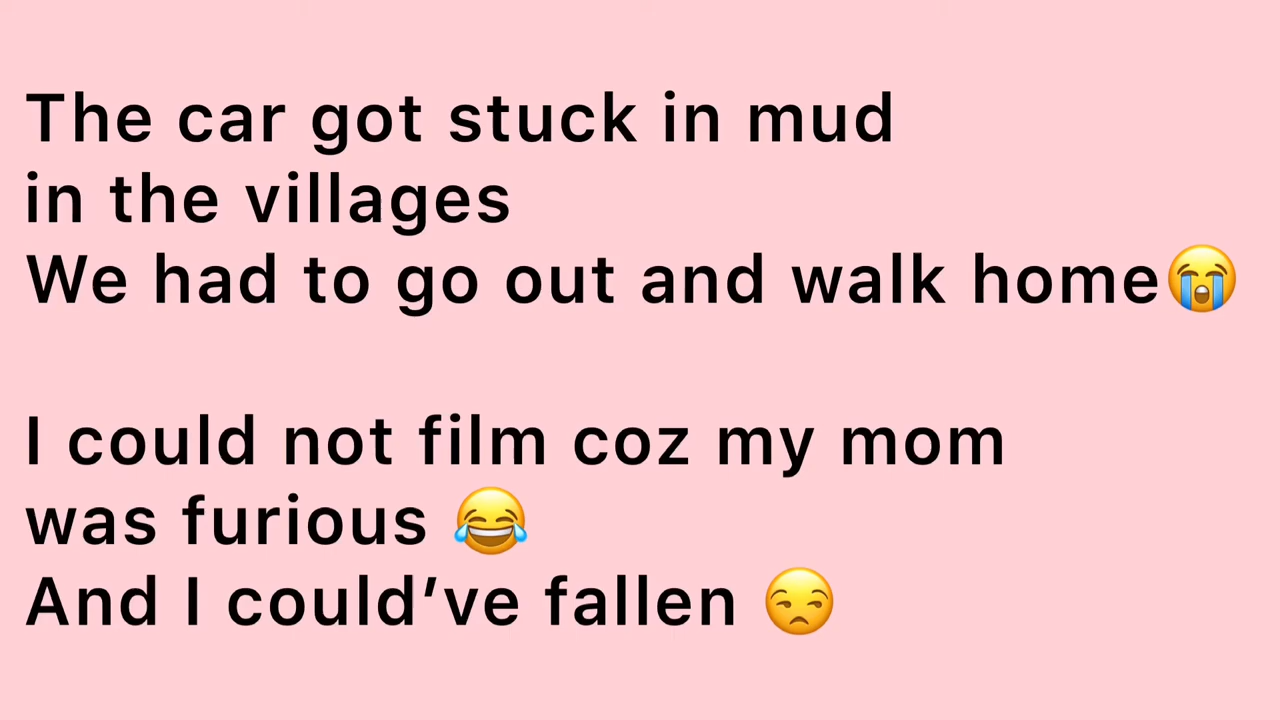 The car got stuck in mud
in the villages
We had to go out and walk home😭
I could not film coz my mom
was furious 😂
And I could’ve fallen 😒